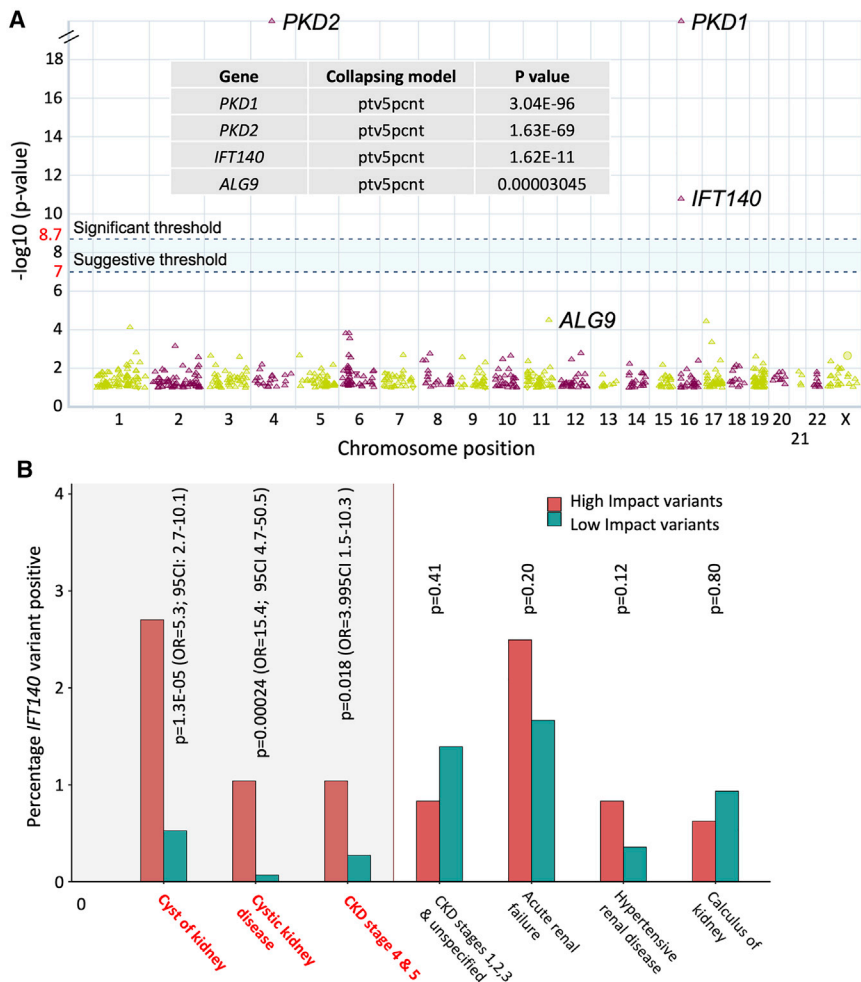 A
PKD2
PKD1
18
16
14
12
10
8.7
8
7
6
4
2
0
-log10 (p-value)
Gene Collapsing model P value
PKD1 ptv5pcnt 3.04E-96
PKD2 ptv5pcnt 1.63E-69
IFT140 ptv5pcnt 1.62E-11
ALG9 ptv5pcnt 0.00003045
IFT140
Significant threshold
Suggestive threshold
ALG9
1 2 3 4 5 6 7 8 9 10 11 12 13 14 15 16 17 18 19 20 22 X
21
Chromosome position
B
Percentage IFT140 variant positive
4
3
2
1
0
0
High Impact variants
Low Impact variants
p=1.3E-05 (OR=5.3; 95CI: 2.7-10.1)
p=0.00024 (OR=15.4; 95CI 4.7-50.5)
p=0.018 (OR=3.995CI 1.5-10.3 )
p=0.41
p=0.20
p=0.12
p=0.80
Cyst of kidney
Cystic kidney
disease
CKD stage 4 & 5
CKD stages 1,2,3
& unspecified
Acute renal
failure
Hypertensive
renal disease
Calculus of
kidney